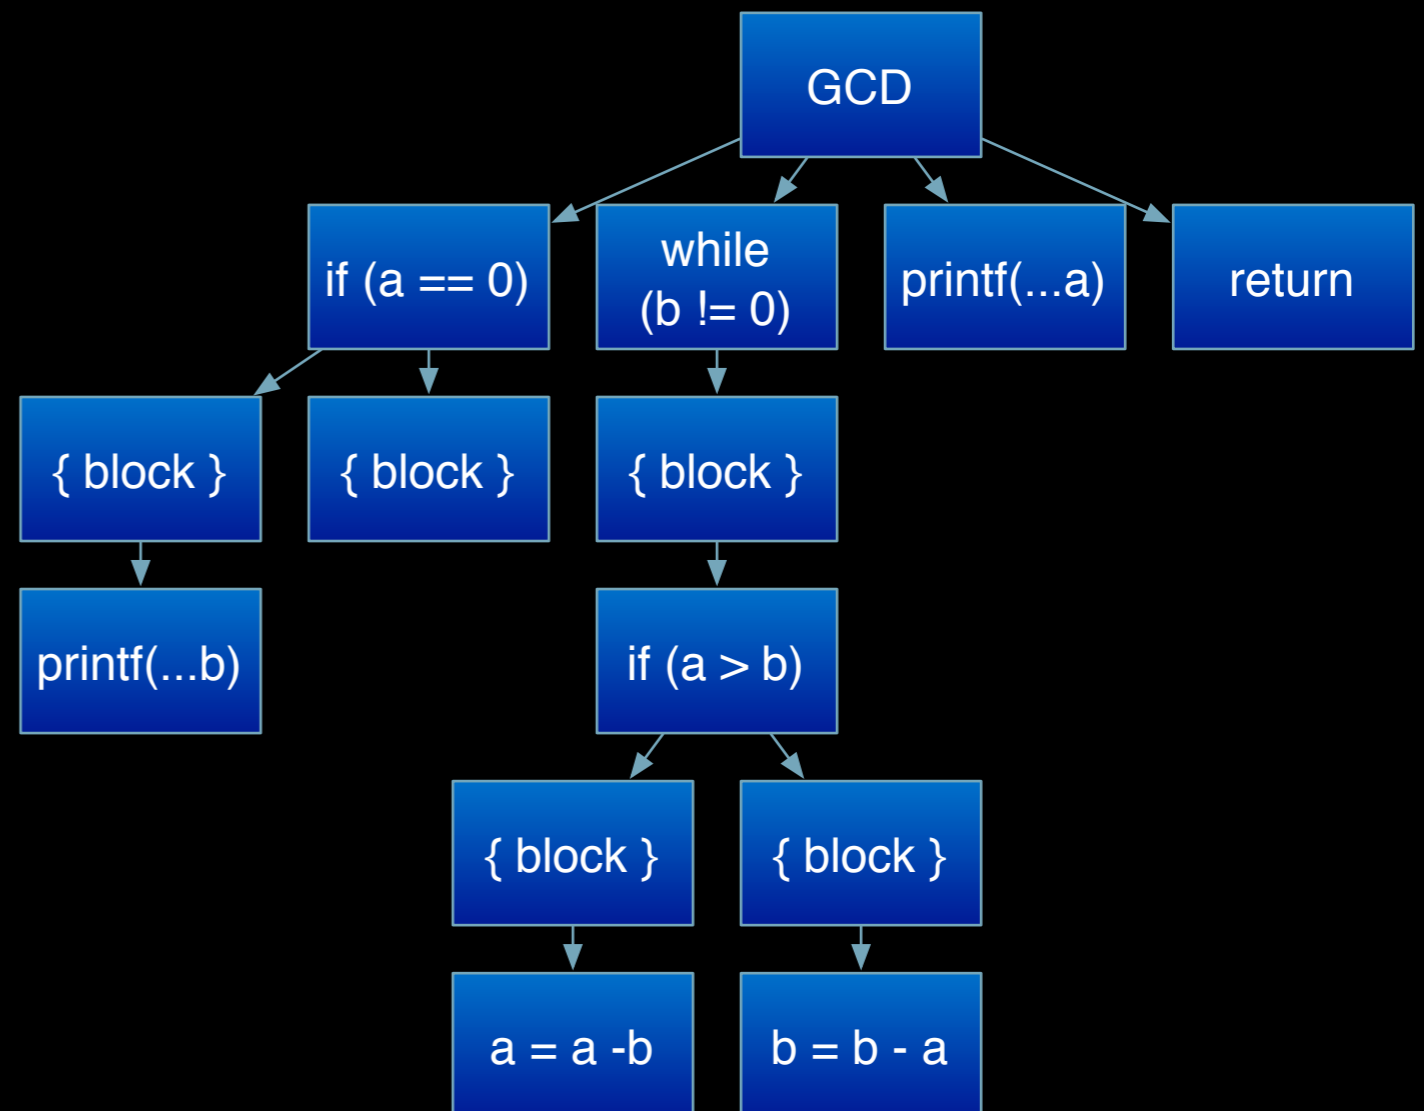 GCD
if (a == 0)
while
(b != 0)
printf(...a)
return
{ block }
{ block }
{ block }
printf(...b)
if (a > b)
{ block }
{ block }
a = a -b
b = b - a